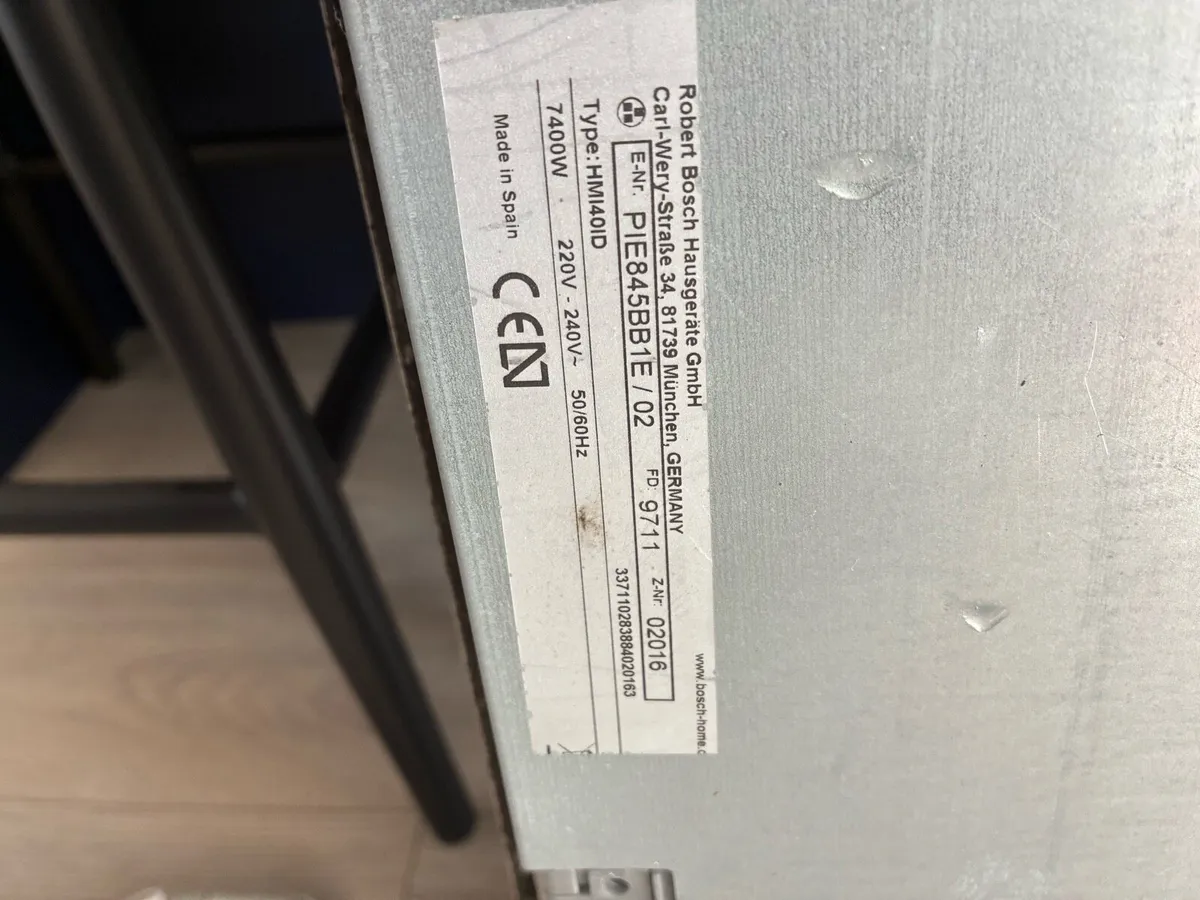 Robert Bosch Hausgeräte GmbH
Carl-Wery-Straße 34, 81739 München, GERMANY
www.bosch-home.c
E-Nr. PIE845BB1E / 02 FD: 9711 Z-Nr: 02016
Type: HMI40ID
337110283884020163
7400W 220V - 240V~ 50/60Hz
Made in Spain
CE